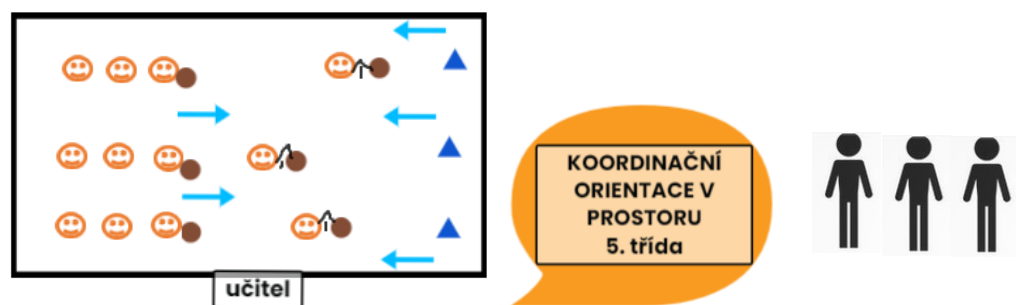 KOORDINAČNÍ
ORIENTACE V
PROSTORU
5. třída
učitel